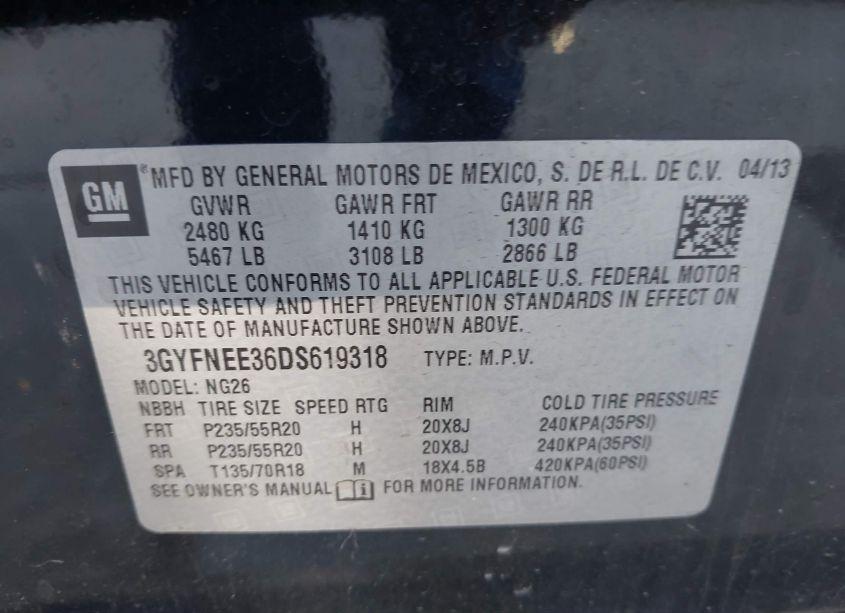 GM ® MFD BY GENERAL MOTORS DE MEXICO, S. DE R.L. DE C.V. 04/13
GVWR GAWR FRT GAWR RR
2480 KG 1410 KG 1300 KG
5467 LB 3108 LB 2866 LB
THIS VEHICLE CONFORMS TO ALL APPLICABLE U.S. FEDERAL MOTOR
VEHICLE SAFETY AND THEFT PREVENTION STANDARDS IN EFFECT ON
THE DATE OF MANUFACTURE SHOWN ABOVE.
3GYFNEE36DS619318 TYPE: M.P.V.
MODEL: NG26
NBBH TIRE SIZE SPEED RTG RIM COLD TIRE PRESSURE
FRT P235/55R20 H 20X8J 240KPA(35PSI)
RR P235/55R20 H 20X8J 240KPA(35PSI)
SPA T135/70R18 M 18X4.5B 420KPA(60PSI)
SEE OWNER'S MANUAL FOR MORE INFORMATION.